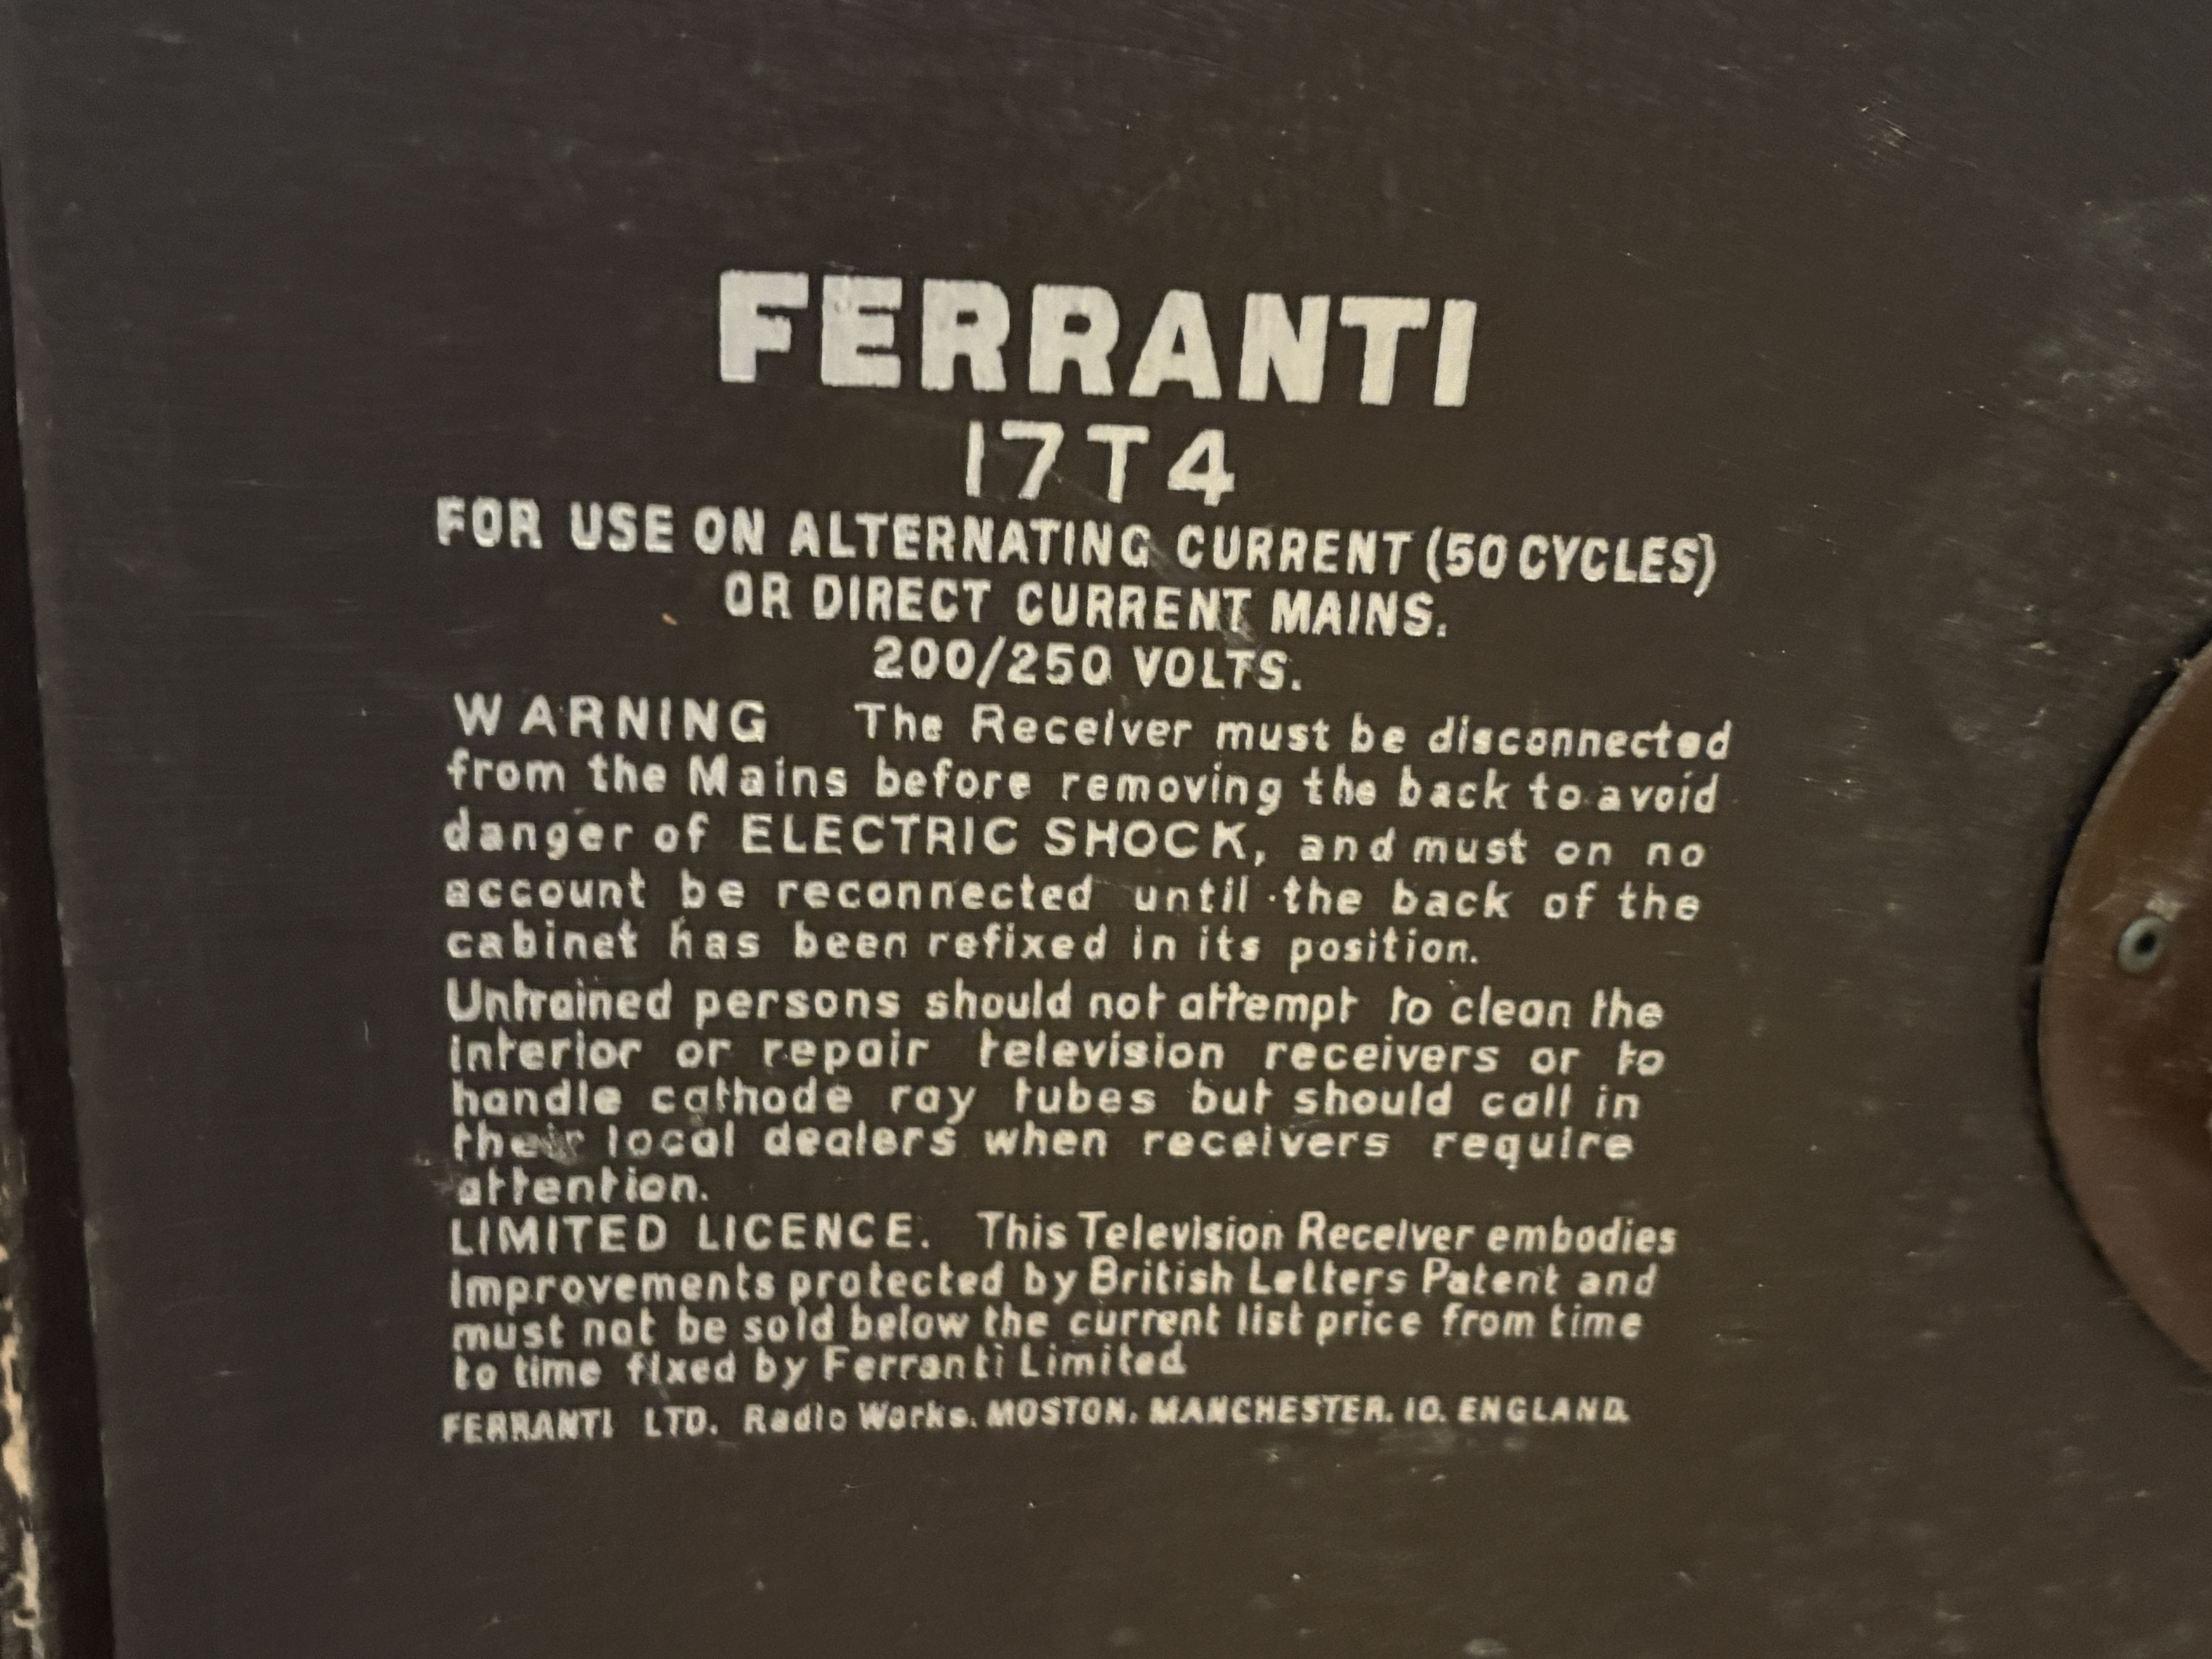 FERRANTI
17T4
FOR USE ON ALTERNATING CURRENT (50 CYCLES)
OR DIRECT CURRENT MAINS.
200/250 VOLTS.
WARNING The Receiver must be disconnected
from the Mains before removing the back to avoid
danger of ELECTRIC SHOCK, and must on no
account be reconnected until the back of the
cabinet has been refixed in its position.
Untrained persons should not attempt to clean the
interior or repair television receivers or to
handle cathode ray tubes but should call in
their local dealers when receivers require
attention.
LIMITED LICENCE. This Television Receiver embodies
improvements protected by British Letters Patent and
must not be sold below the current list price from time
to time fixed by Ferranti Limited
FERRANTI LTD. Radio Works. MOSTON. MANCHESTER. 10. ENGLAND.